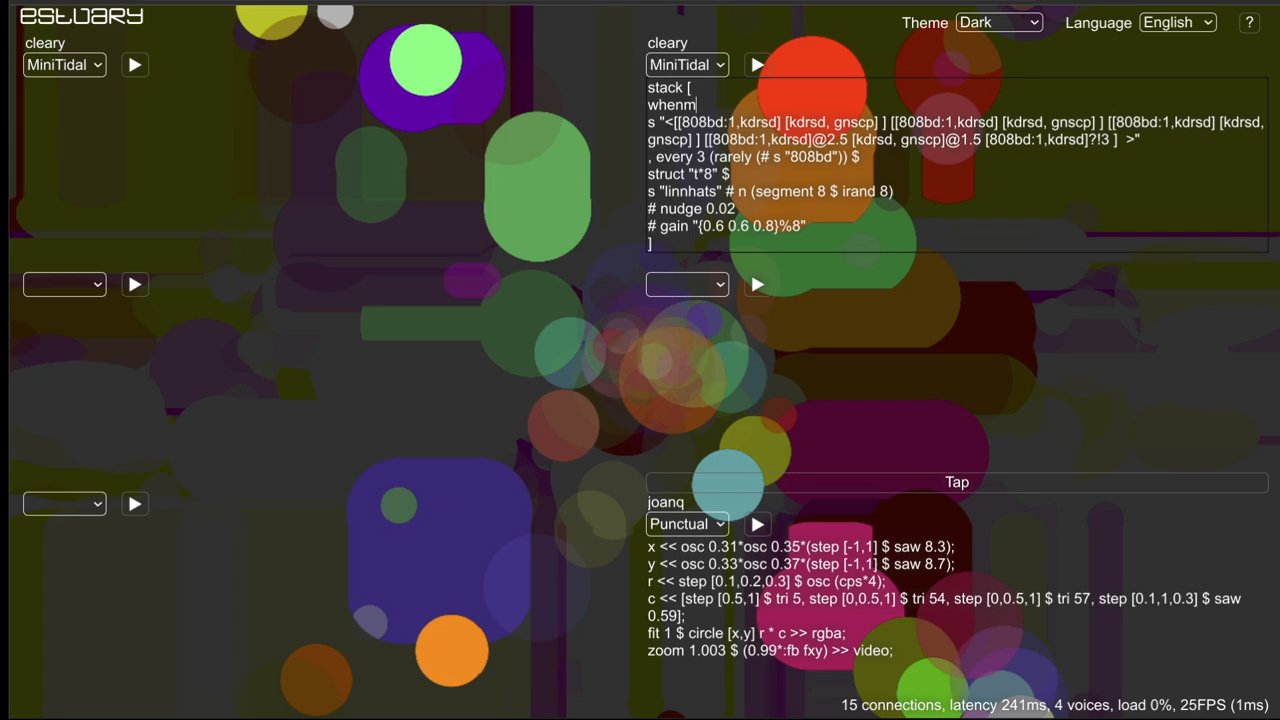 ESTUARY
Theme Dark Language English ?
cleary
MiniTidal
cleary
MiniTidal
stack [
whenm
s "<[[808bd:1,kdrsd] [kdrsd, gnscp] ] [[808bd:1,kdrsd] [kdrsd, gnscp] ] [[808bd:1,kdrsd] [kdrsd,
gnscp] ] [[808bd:1,kdrsd]@2.5 [kdrsd, gnscp]@1.5 [808bd:1,kdrsd]?!3 ]  >"
, every 3 (rarely (# s "808bd")) $
struct "t*8" $
s "linnhats" # n (segment 8 $ irand 8)
# nudge 0.02
# gain "{0.6 0.6 0.8}%8"
]
Tap
joanq
Punctual
x << osc 0.31*osc 0.35*(step [-1,1] $ saw 8.3);
y << osc 0.33*osc 0.37*(step [-1,1] $ saw 8.7);
r << step [0.1,0.2,0.3] $ osc (cps*4);
c << [step [0.5,1] $ tri 5, step [0,0.5,1] $ tri 54, step [0,0.5,1] $ tri 57, step [0.1,1,0.3] $ saw
0.59];
fit 1 $ circle [x,y] r * c >> rgba;
zoom 1.003 $ (0.99*:fb fxy) >> video;
15 connections, latency 241ms, 4 voices, load 0%, 25FPS (1ms)